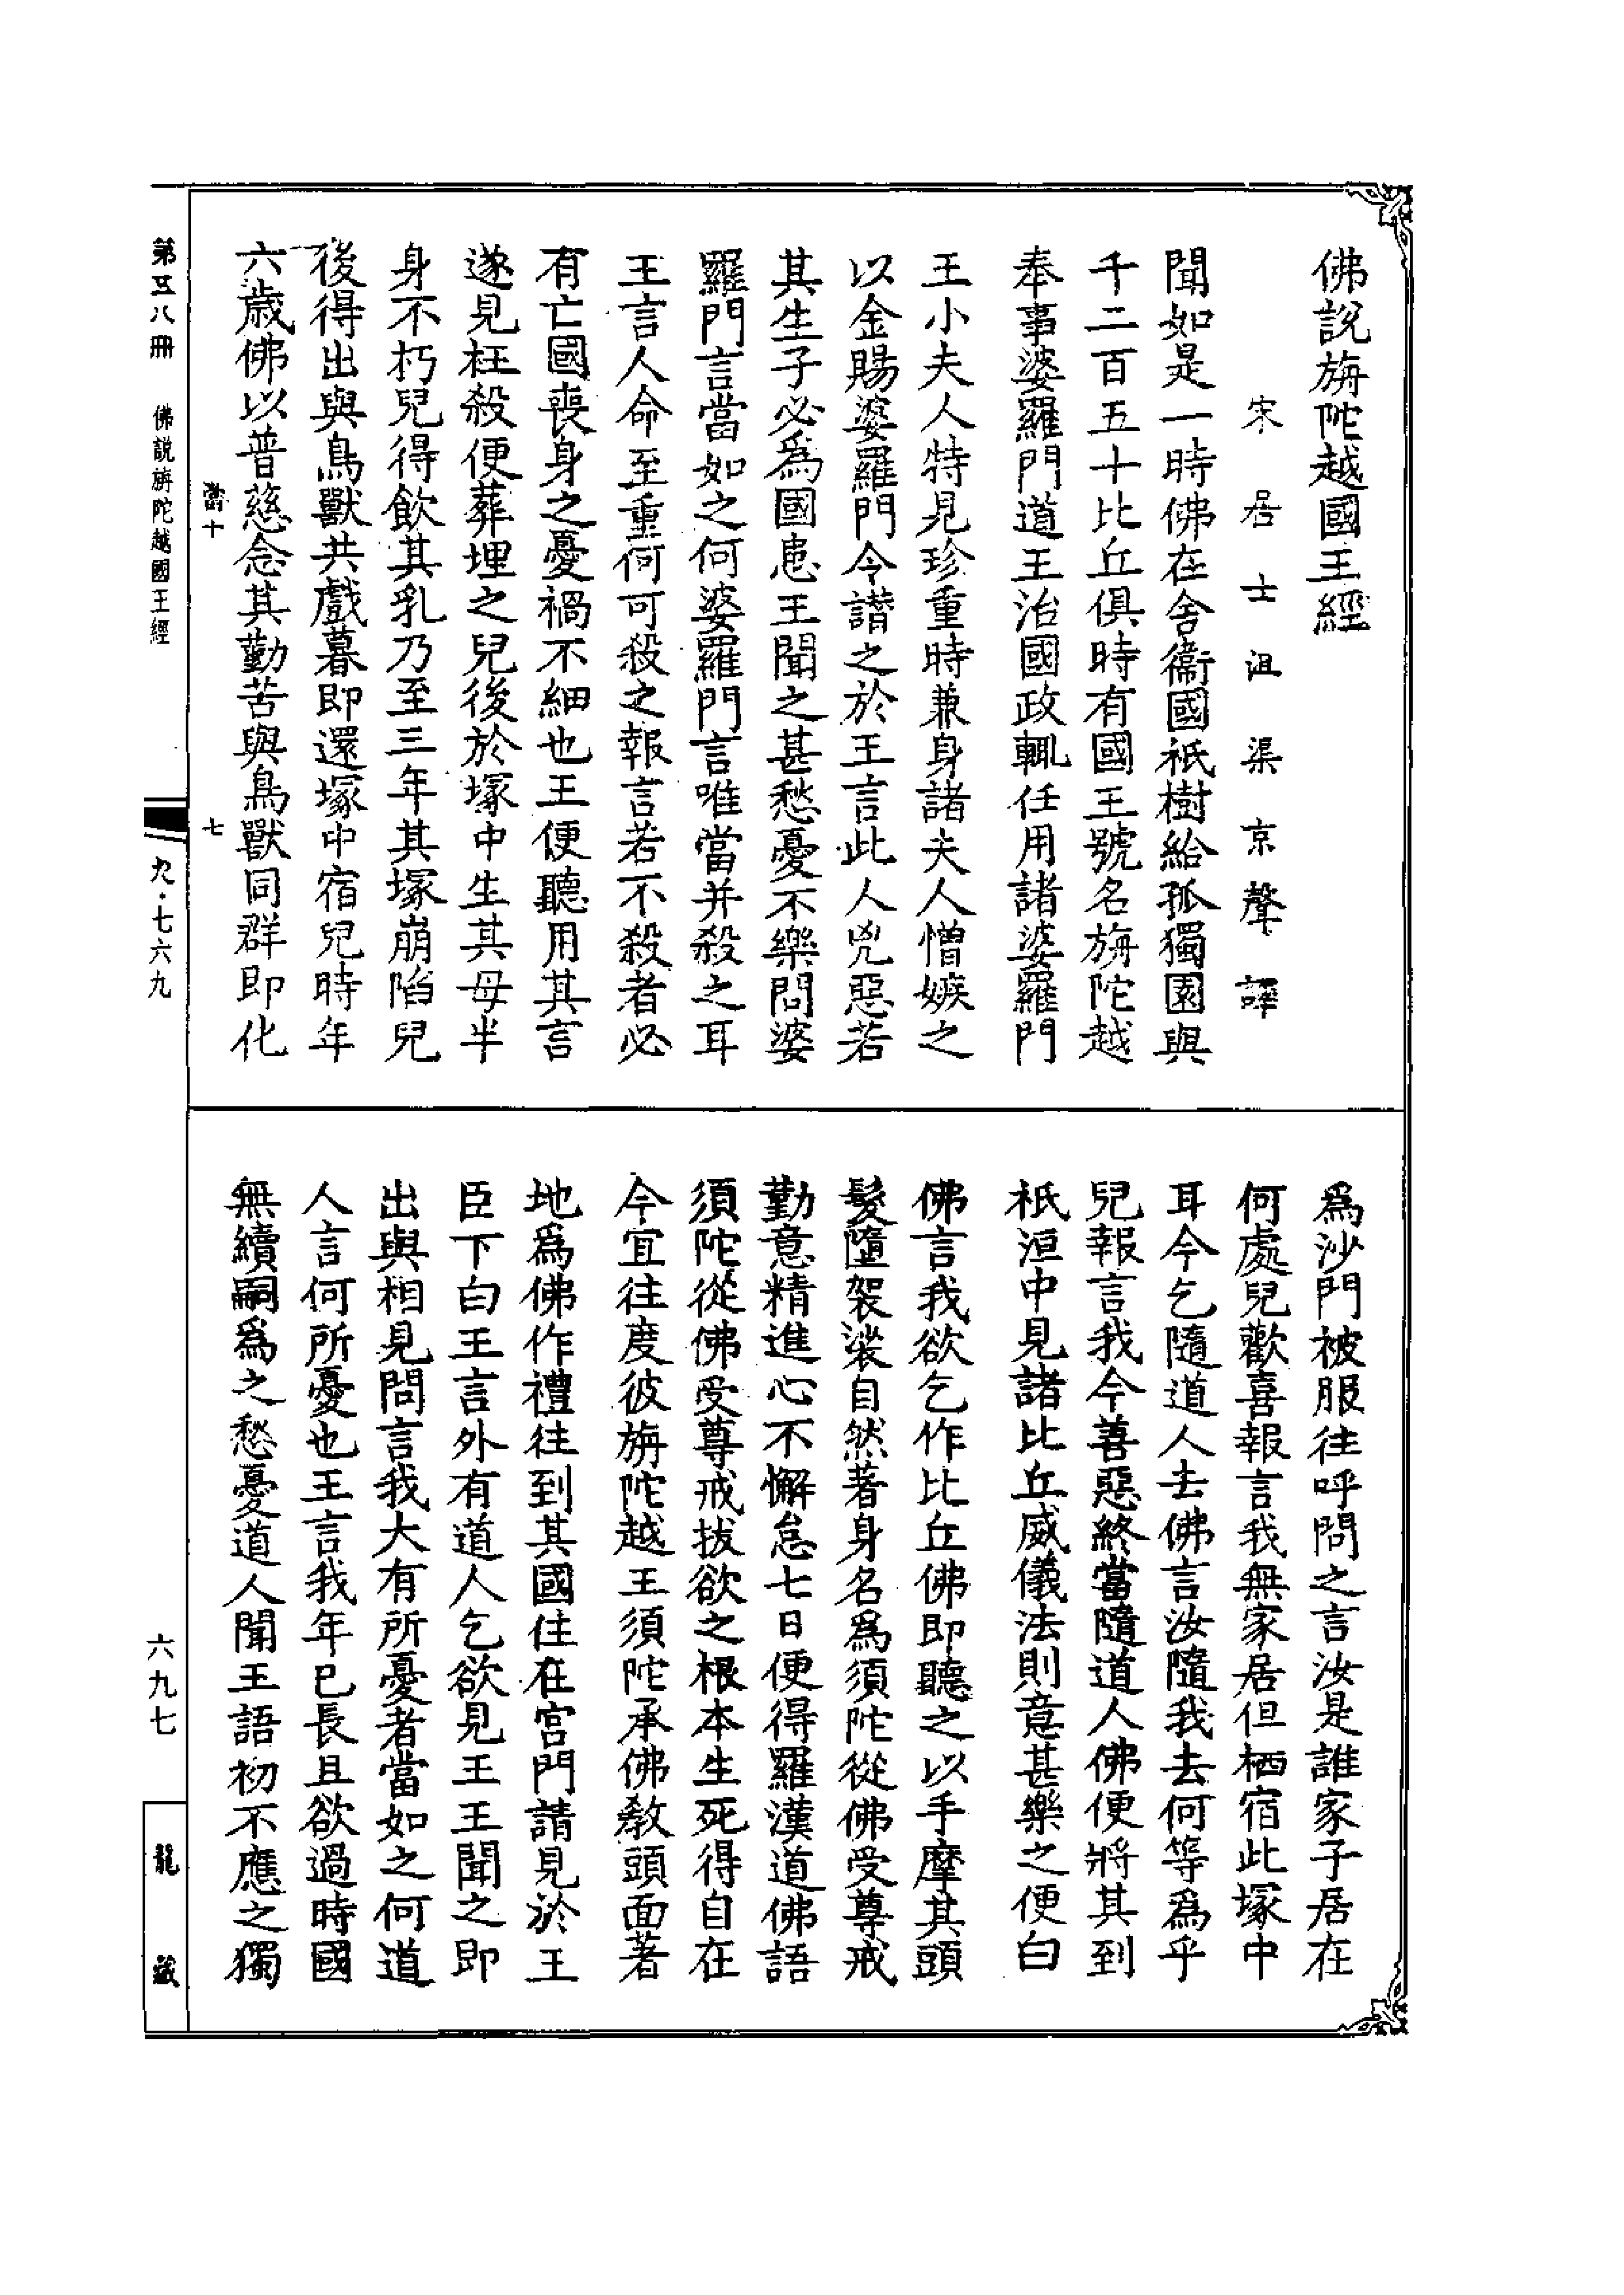 佛說旃陀越國王經
宋居士沮渠京聲譯
聞如是一時佛在舍衞國祇樹給孤獨園與
千二百五十比丘俱時有國王號名旃陀越
奉事婆羅門道王治國政輒任用諸婆羅門
王小夫人特見珍重時兼身諸夫人憎嫉之
以金賜婆羅門令譖之於王言此人兇惡若
其生子必為國患王聞之甚愁憂不樂問婆
羅門言當如之何婆羅門言唯當并殺之耳
王言人命至重何可殺之報言若不殺者必
有亡國喪身之憂禍不細也王便聽用其言
遂見枉殺便葬埋之兒後於塚中生其母半
身不朽兒得飲其乳乃至三年其塚崩陷兒
後得出與鳥獸共戲暮即還塚中宿兒時年
六歲佛以普慈念其勤苦與鳥獸同群即化
為沙門被服往呼問之言汝是誰家子居在
何處兒歡喜報言我無家居但栖宿此塚中
耳今乞隨道人去佛言汝隨我去何等為乎
兒報言我今善惡終當隨道人佛便將其到
祇洹中見諸比丘威儀法則意甚樂之便白
佛言我欲乞作比丘佛即聽之以手摩其頭
髮墮袈裟自然著身名為須陀從佛受尊戒
勤意精進心不懈怠七日便得羅漢道佛語
須陀從佛受尊戒拔欲之根本生死得自在
今宜往度彼旃陀越王須陀承佛教頭面著
地為佛作禮往到其國住在宮門請見於王
臣下白王言外有道人乞欲見王王聞之即
出與相見問言我大有所憂者當如之何道
人言何所憂也王言我年已長且欲過時國
無續嗣為之愁憂道人聞王語初不應之獨
當十
七
第五八冊
佛說旃陀越國王經
九·七六九
六九七
龍藏